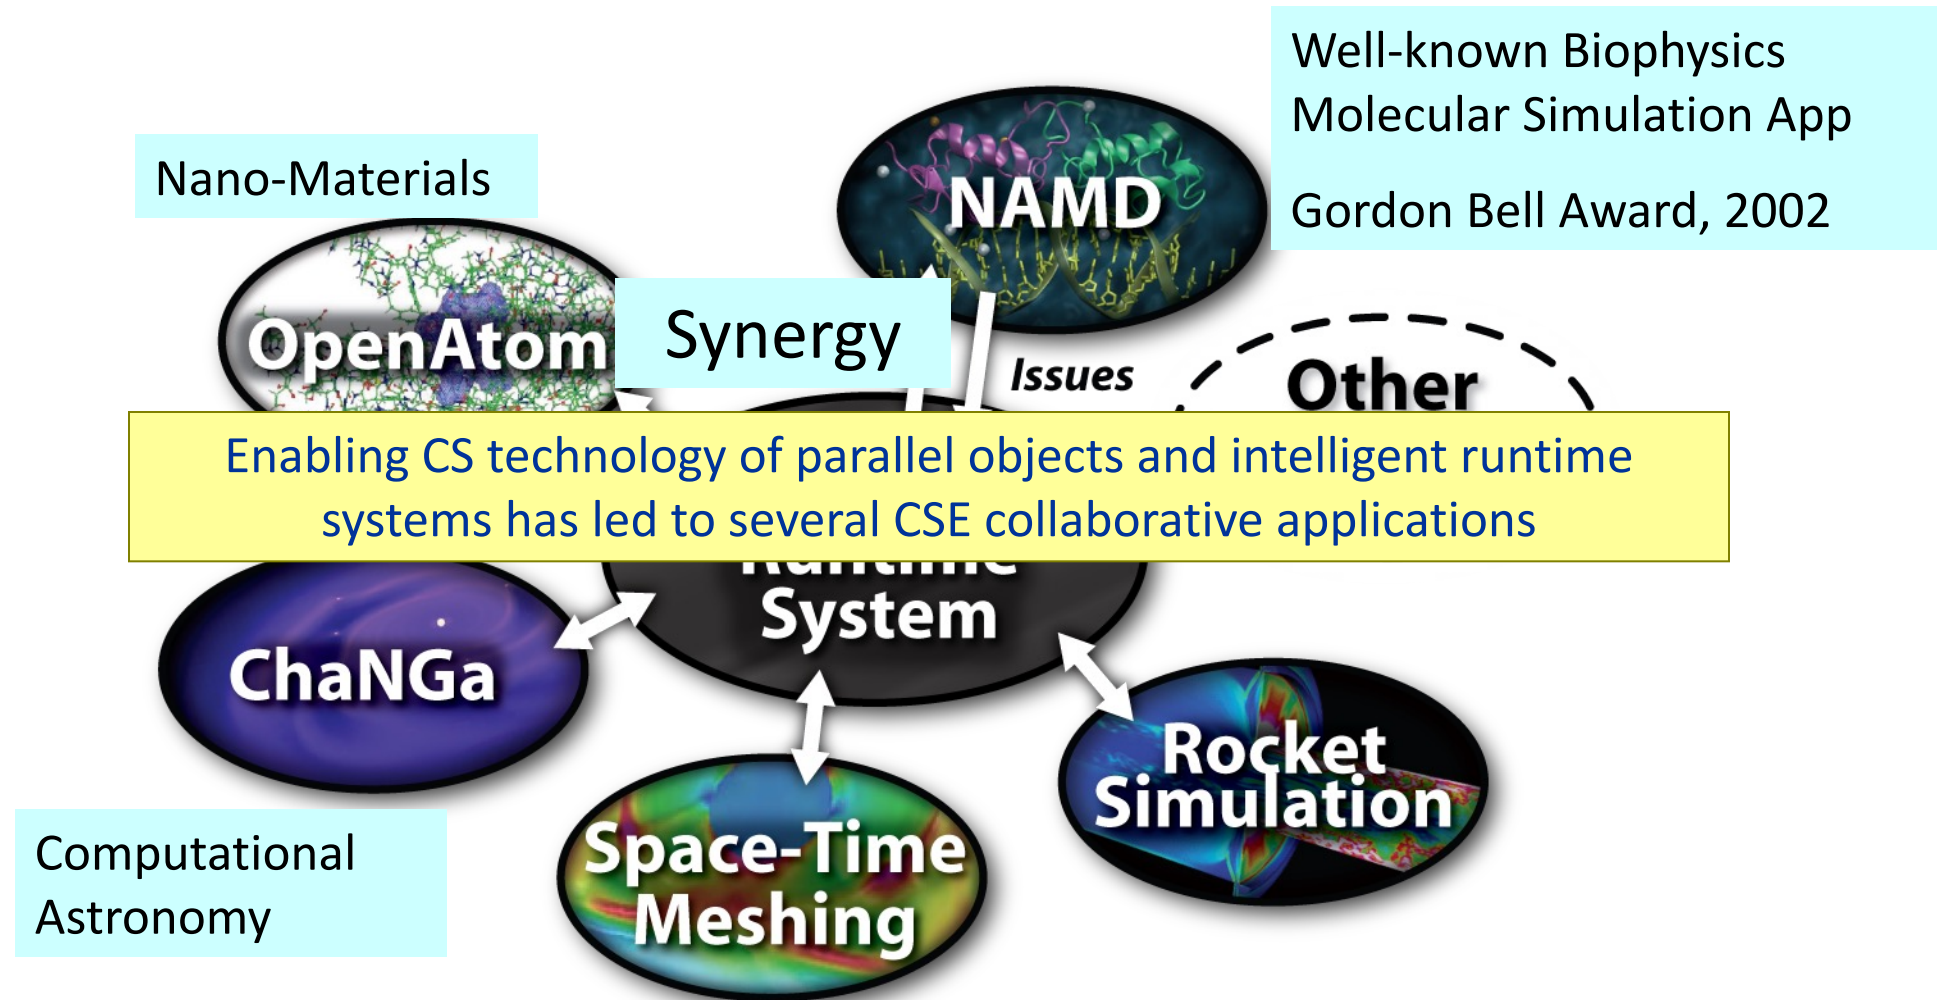 Well-known Biophysics
Molecular Simulation App
Gordon Bell Award, 2002
Nano-Materials
NAMD
OpenAtom
Synergy
Issues
Other
Enabling CS technology of parallel objects and intelligent runtime
systems has led to several CSE collaborative applications
Runtime
System
ChaNGa
Rocket
Simulation
Space-Time
Meshing
Computational
Astronomy